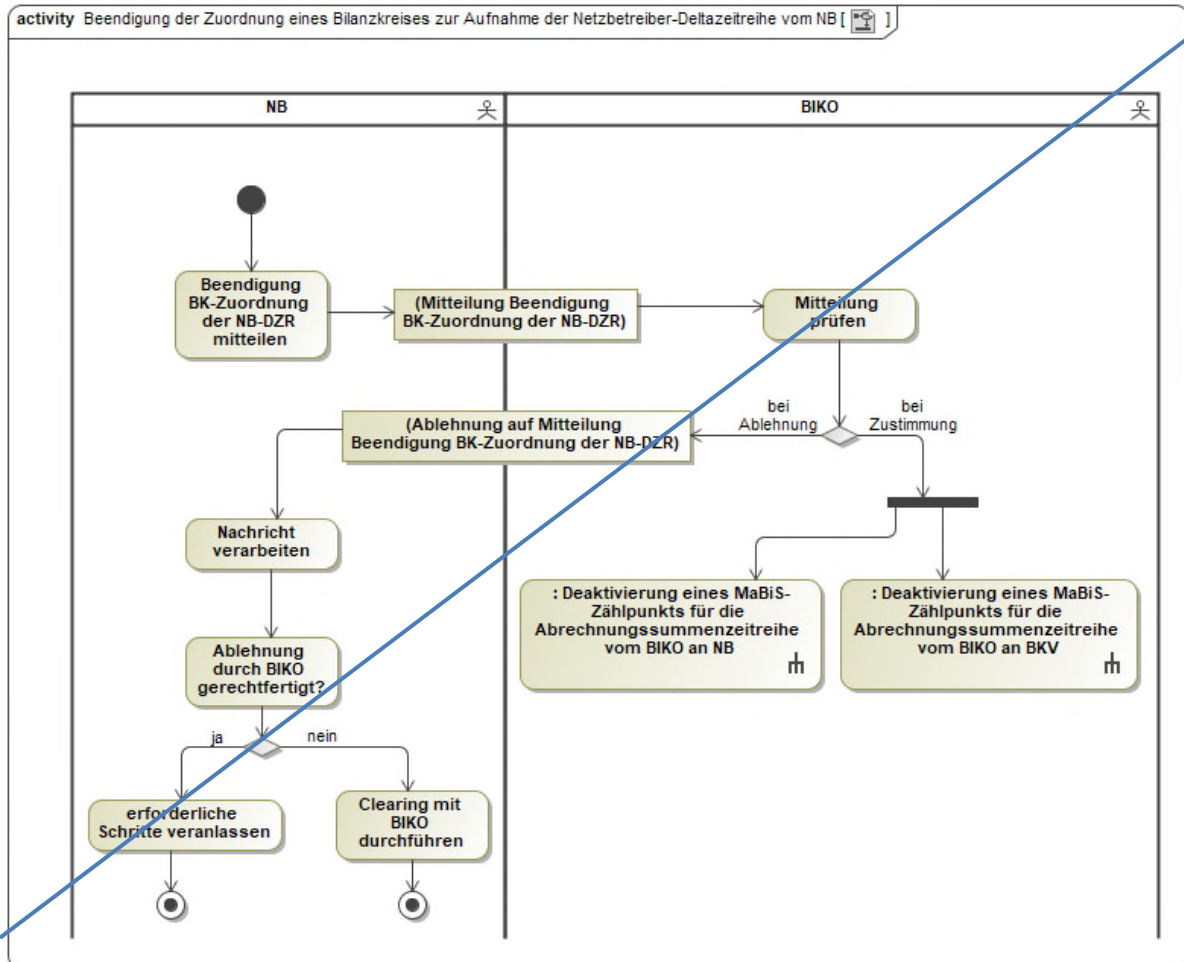 activity Beendigung der Zuordnung eines Bilanzkreises zur Aufnahme der Netzbetreiber-Deltazeitreihe vom NB [ ]
NB
BIKO
Beendigung
BK-Zuordnung
der NB-DZR
mitteilen
(Mitteilung Beendigung
BK-Zuordnung der NB-DZR)
Mitteilung
prüfen
bei
Ablehnung
bei
Zustimmung
(Ablehnung auf Mitteilung
Beendigung BK-Zuordnung der NB-DZR)
Nachricht
verarbeiten
: Deaktivierung eines MaBiS-
Zählpunkts für die
Abrechnungssummenzeitreihe
vom BIKO an NB
: Deaktivierung eines MaBiS-
Zählpunkts für die
Abrechnungssummenzeitreihe
vom BIKO an BKV
Ablehnung
durch BIKO
gerechtfertigt?
ja
nein
erforderliche
Schritte veranlassen
Clearing mit
BIKO
durchführen